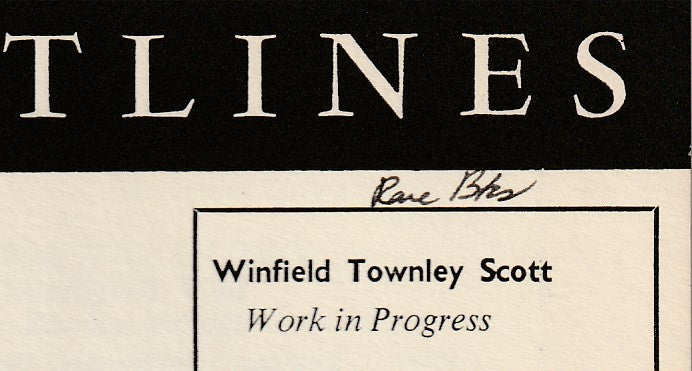 TLINES
Rare Bks
Winfield Townley Scott
Work in Progress